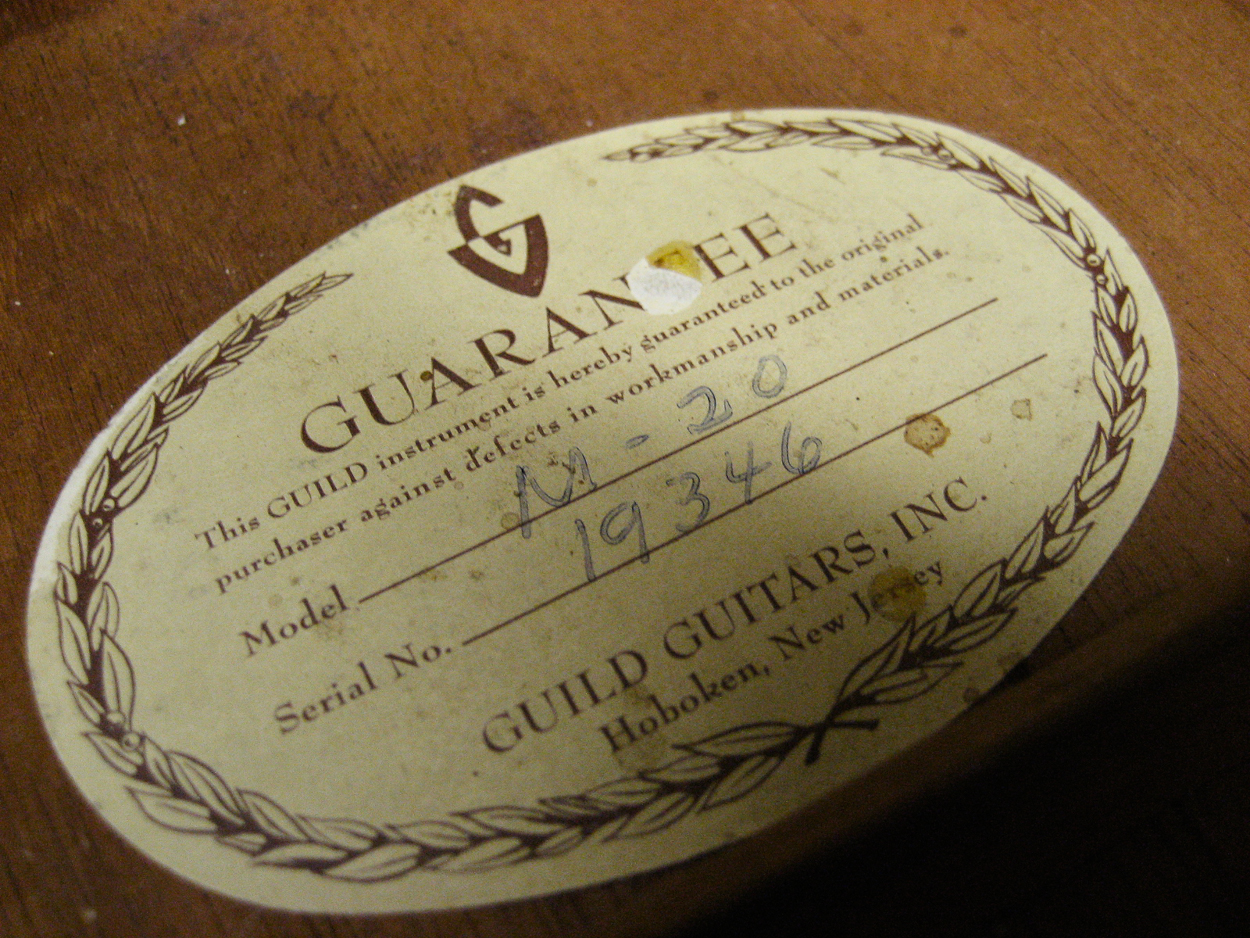 G
GUARANTEE
This GUILD instrument is hereby guaranteed to the original
purchaser against defects in workmanship and materials.
Model M-20
Serial No. 19346
GUILD GUITARS, INC.
Hoboken, New Jersey